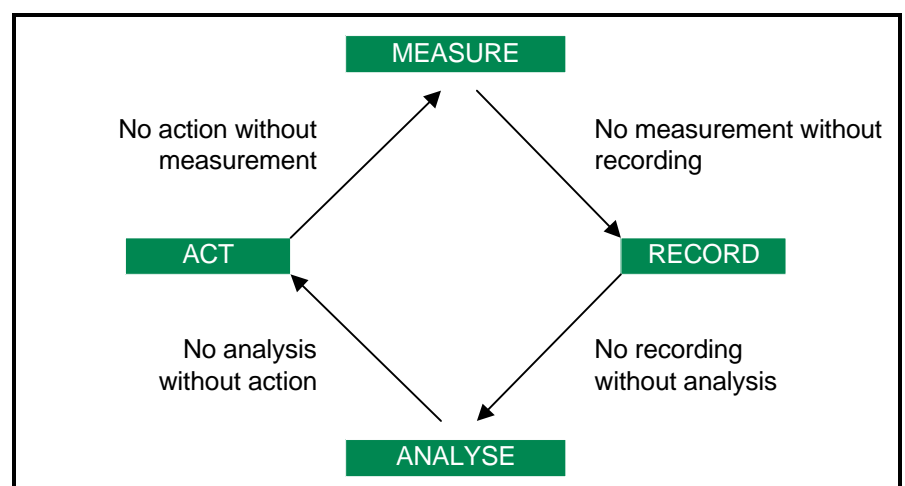 MEASURE
No action without
measurement
No measurement without
recording
ACT
RECORD
No analysis
without action
No recording
without analysis
ANALYSE